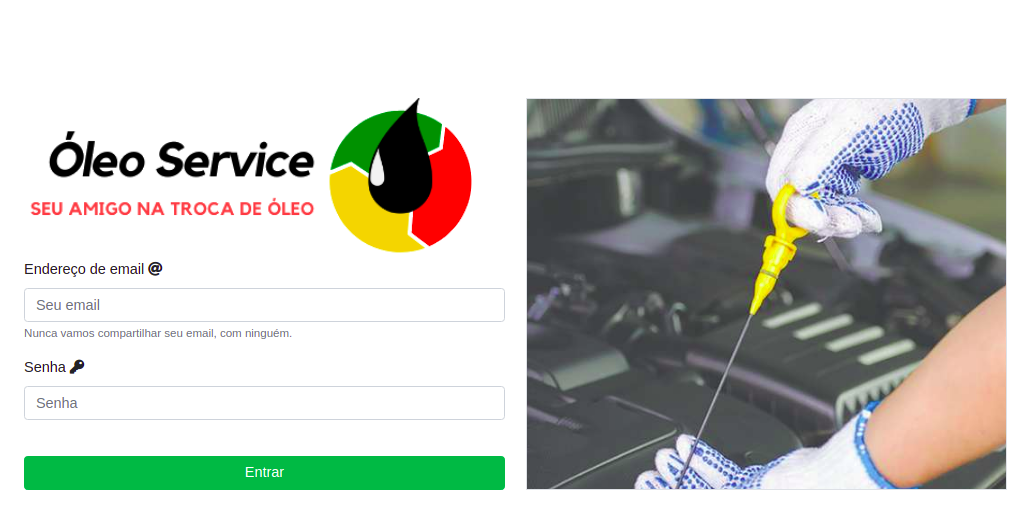 Óleo Service
SEU AMIGO NA TROCA DE ÓLEO
Endereço de email
Seu email
Nunca vamos compartilhar seu email, com ninguém.
Senha
Senha
Entrar